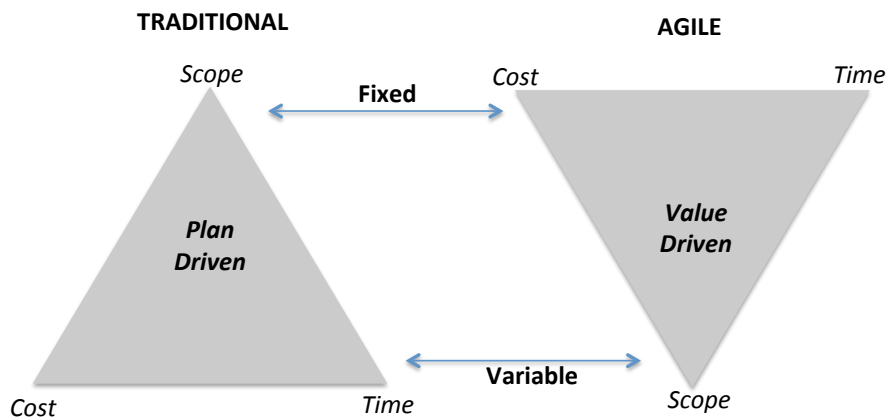 TRADITIONAL
AGILE
Scope
Cost
Time
Fixed
Plan
Driven
Value
Driven
Variable
Cost
Time
Scope